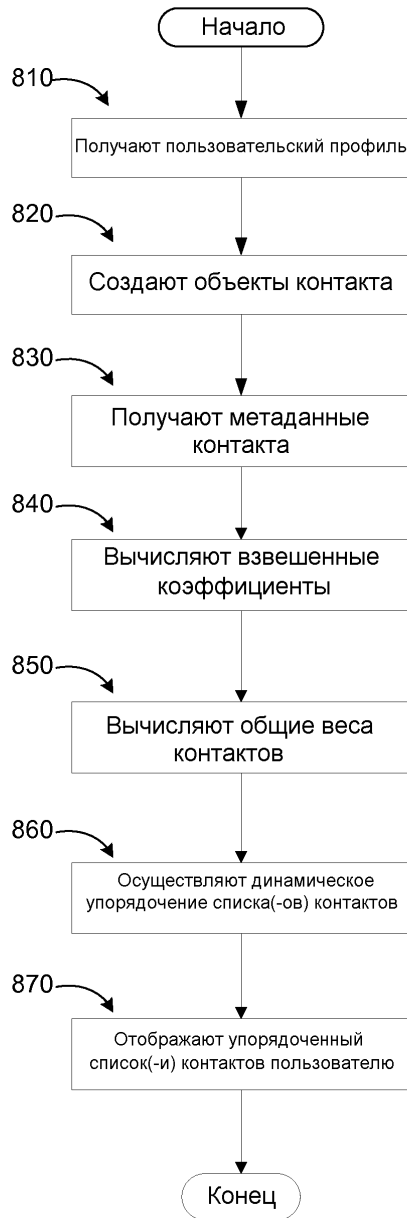 Начало
810
Получают пользовательский профиль
820
Создают объекты контакта
830
Получают метаданные
контакта
840
Вычисляют взвешенные
коэффициенты
850
Вычисляют общие веса
контактов
860
Осуществляют динамическое
упорядочение списка(-ов) контактов
870
Отображают упорядоченный
список(-и) контактов пользователю
Конец